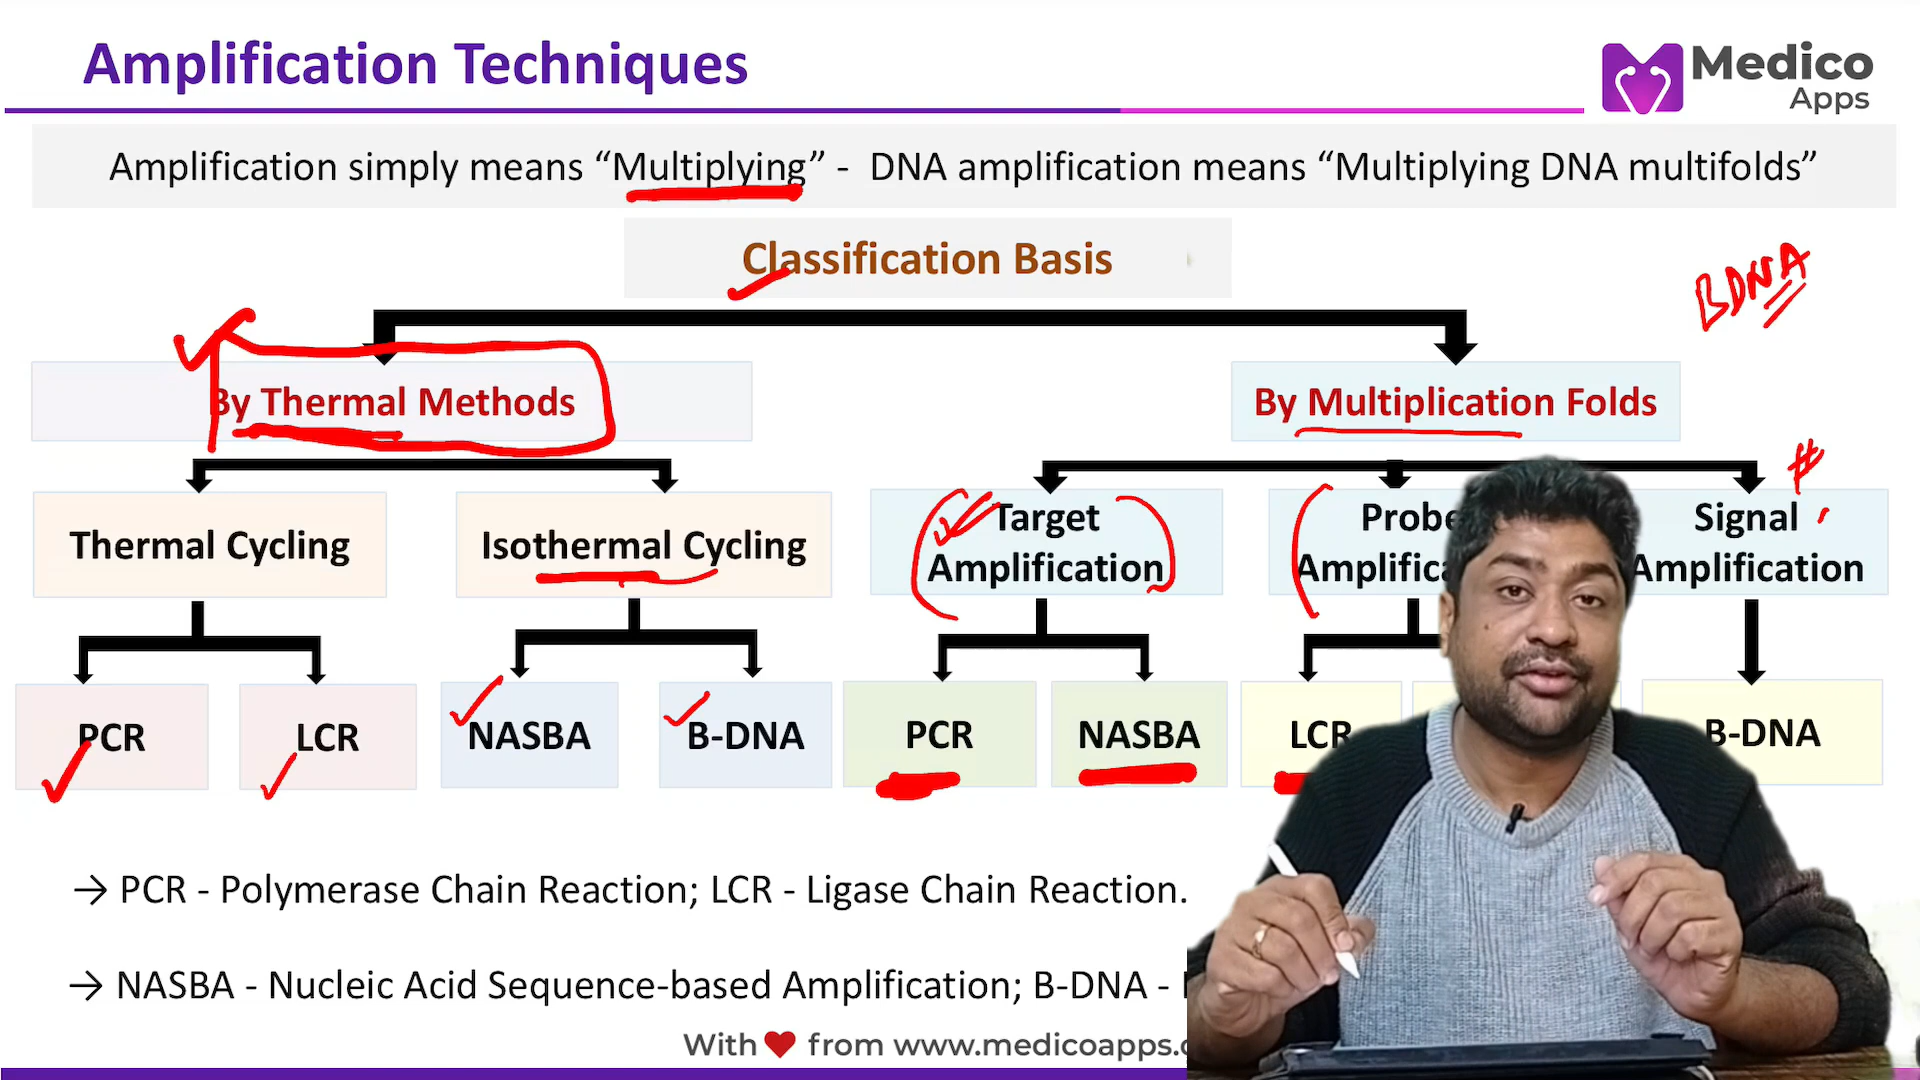 Amplification Techniques
Medico
Apps
Amplification simply means “Multiplying” - DNA amplification means “Multiplying DNA multifolds”
Classification Basis
BDNA
By Thermal Methods
By Multiplication Folds
#
Thermal Cycling
Isothermal Cycling
Target
Amplification
Signal
Amplification
PCR
LCR
NASBA
B-DNA
PCR
NASBA
LCR
B-DNA
→ PCR - Polymerase Chain Reaction; LCR - Ligase Chain Reaction.
→ NASBA - Nucleic Acid Sequence-based Amplification; B-DNA -
With ❤ from www.medicoapps.